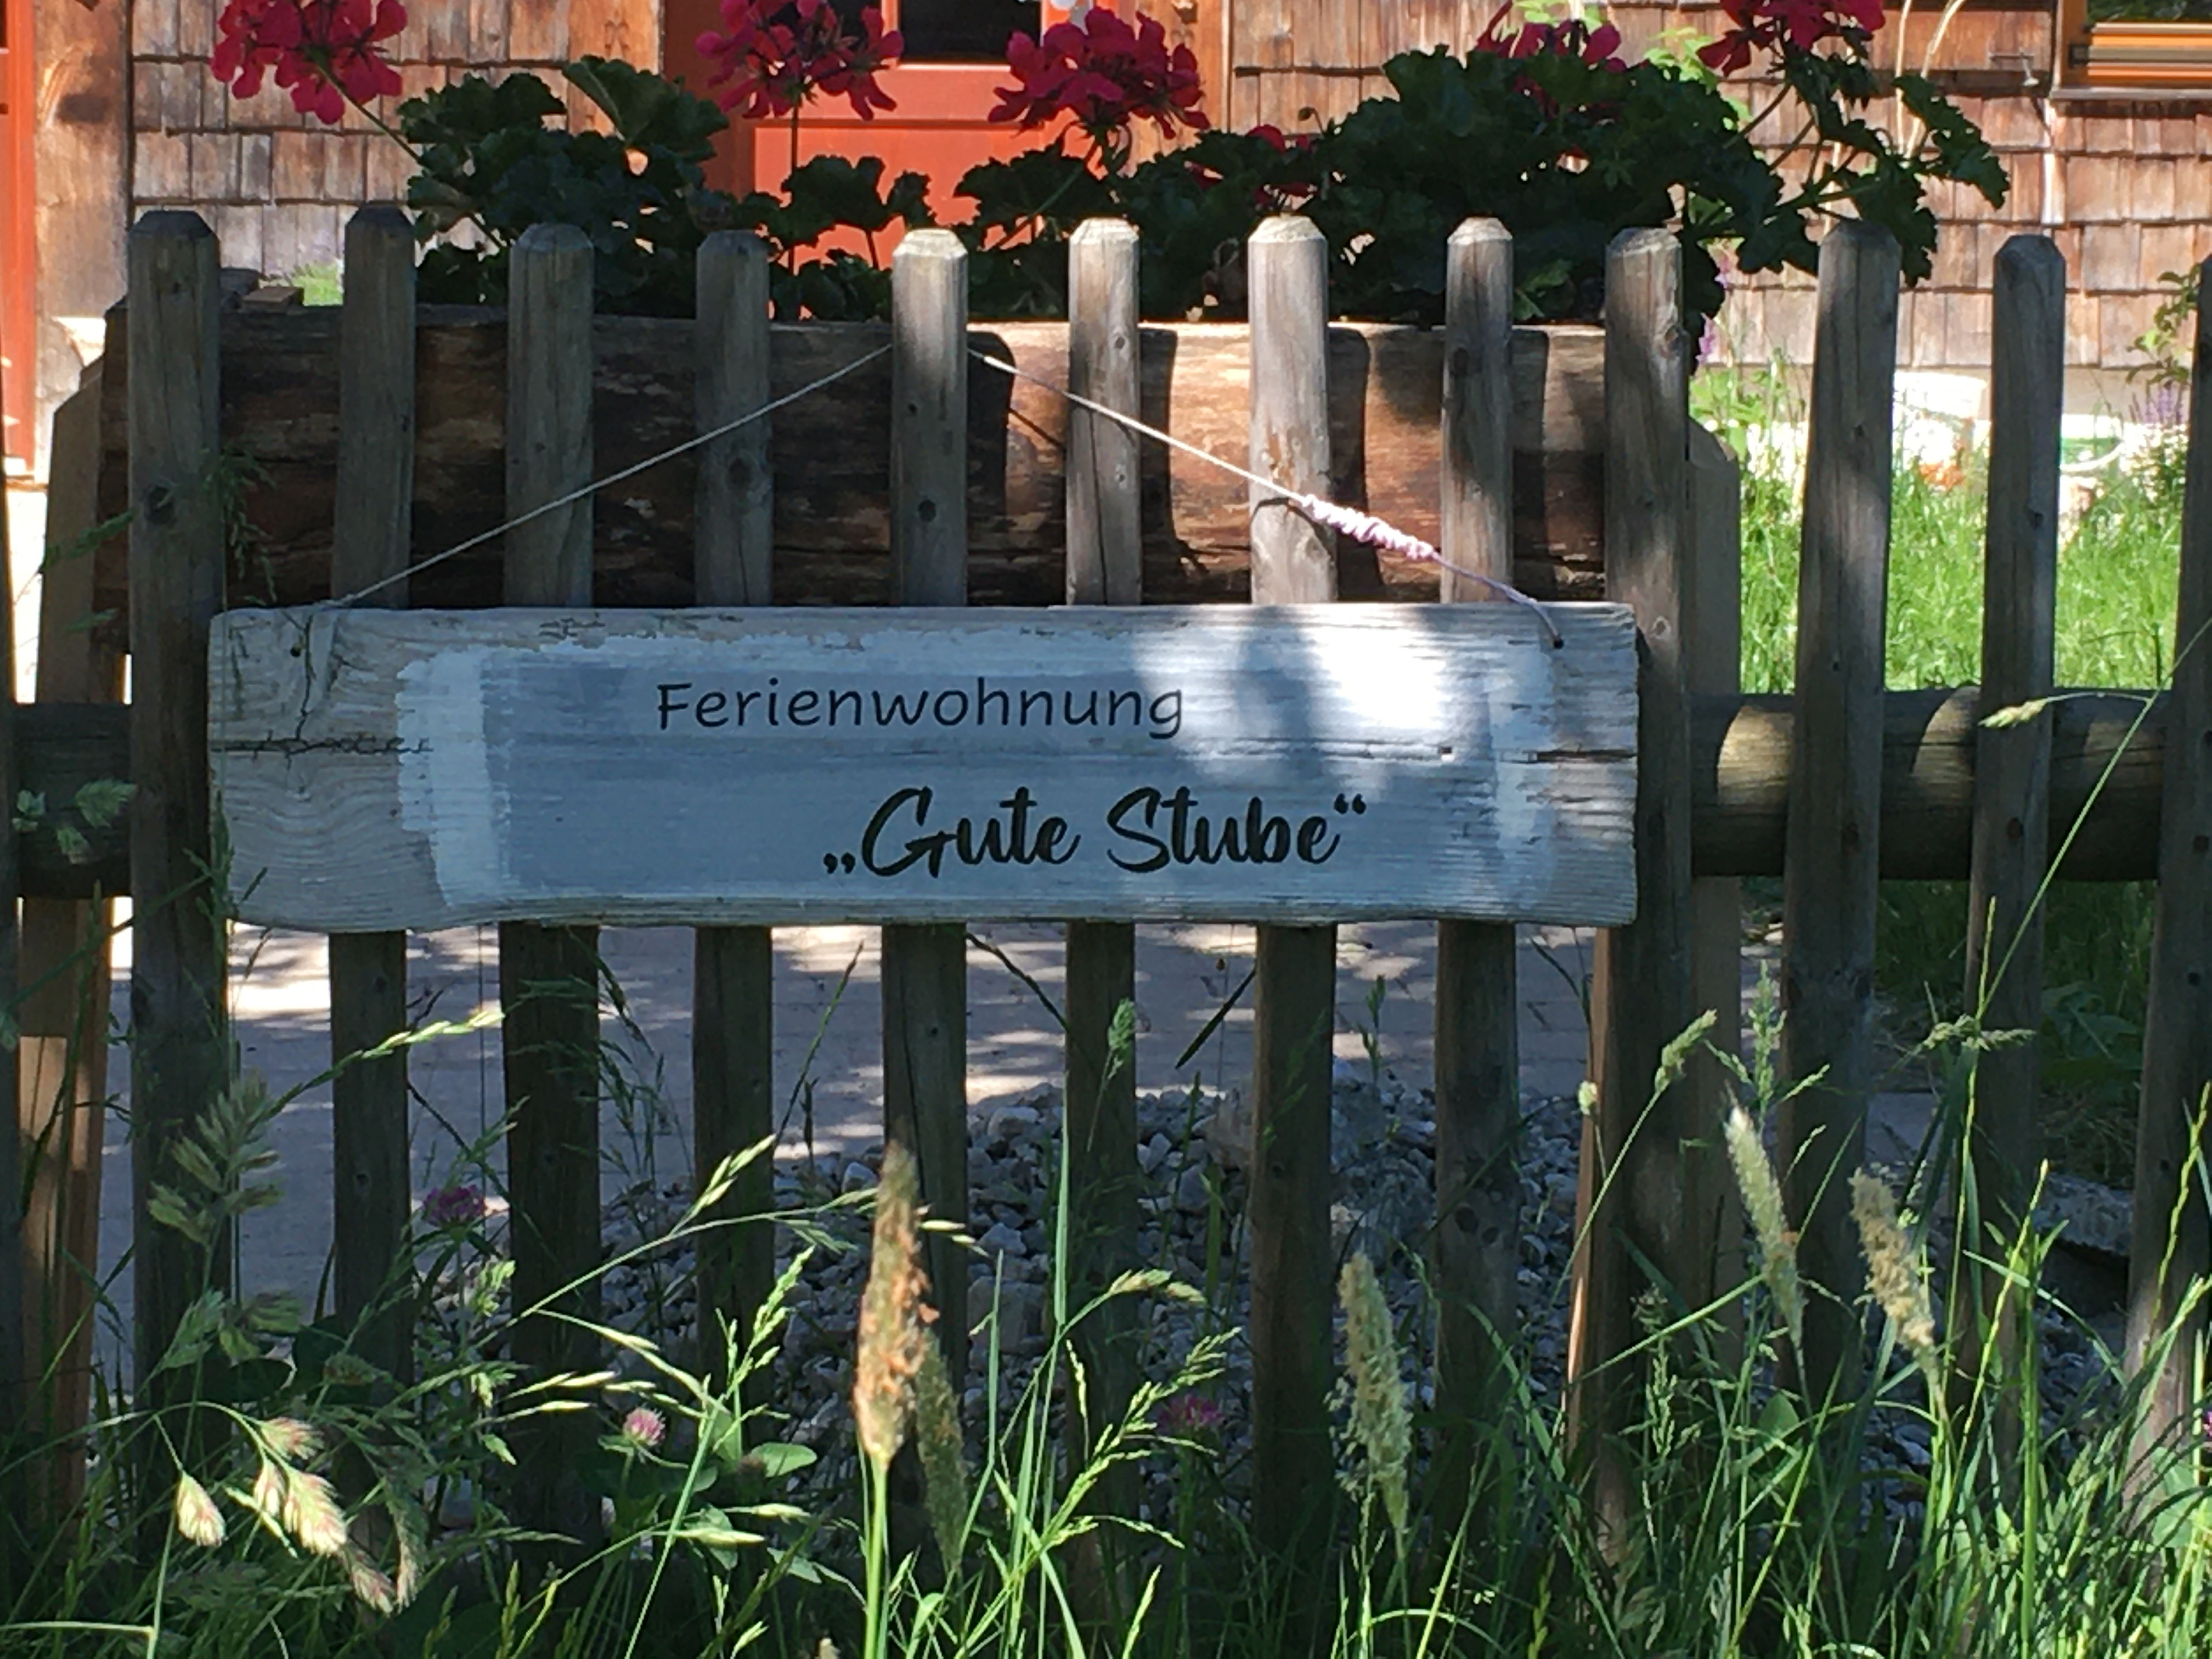 Ferienwohnung
„Gute Stube“